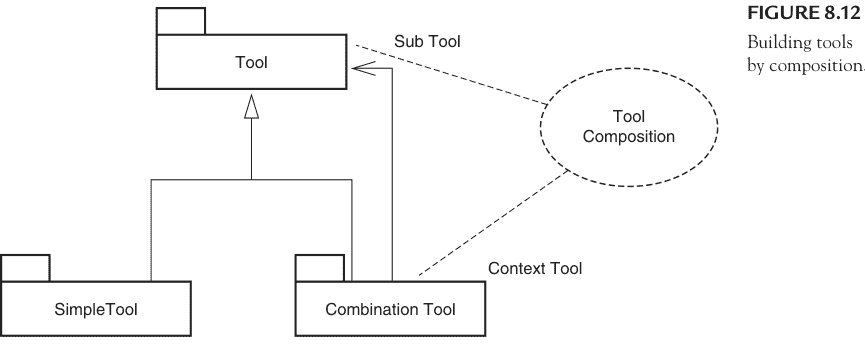 FIGURE 8.12
Building tools
by composition.
Sub Tool
Tool
Tool
Composition
Context Tool
SimpleTool
Combination Tool